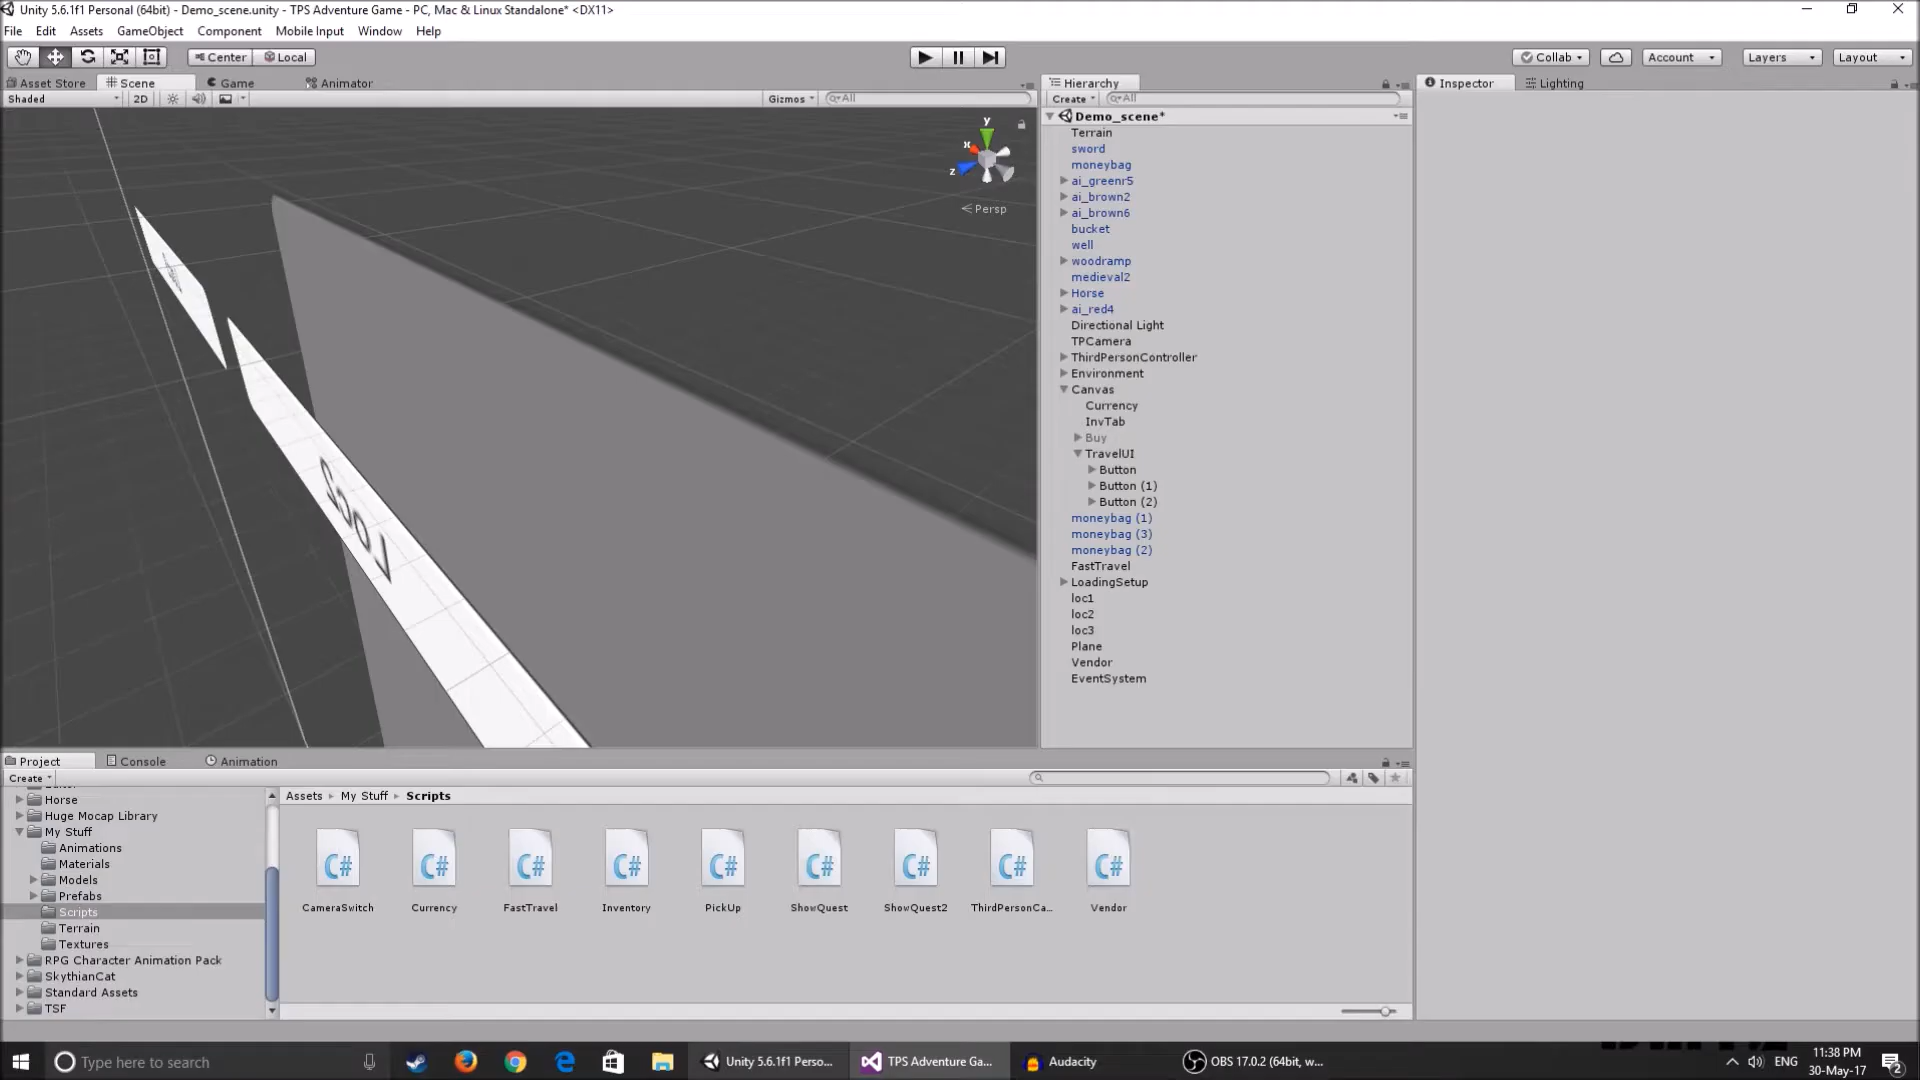 Unity 5.6.1f1 Personal (64bit) - Demo_scene.unity - TPS Adventure Game - PC, Mac & Linux Standalone* <DX11>
File Edit Assets GameObject Component Mobile Input Window Help
Center Local Collab Account Layers Layout
Asset Store Scene Game Animator
Shaded 2D Gizmos All
Hierarchy
Create All
Demo_scene*
Terrain
sword
moneybag
ai_greenr5
ai_brown2
ai_brown6
bucket
well
woodramp
medieval2
Horse
ai_red4
Directional Light
TPCamera
ThirdPersonController
Environment
Canvas
Currency
InvTab
Buy
TravelUI
Button
Button (1)
Button (2)
moneybag (1)
moneybag (3)
moneybag (2)
FastTravel
LoadingSetup
loc1
loc2
loc3
Plane
Vendor
EventSystem
Inspector Lighting
y
x
z
Persp
Loc2
Project Console Animation
Create
Horse
Huge Mocap Library
My Stuff
Animations
Materials
Models
Prefabs
Scripts
Terrain
Textures
RPG Character Animation Pack
SkythianCat
Standard Assets
TSF
Assets My Stuff Scripts
C# C# C# C# C# C# C# C# C#
CameraSwitch Currency FastTravel Inventory PickUp ShowQuest ShowQuest2 ThirdPersonCa... Vendor
Type here to search
Unity 5.6.1f1 Perso... TPS Adventure Ga... Audacity OBS 17.0.2 (64bit, w...
ENG
11:38 PM
30-May-17
2